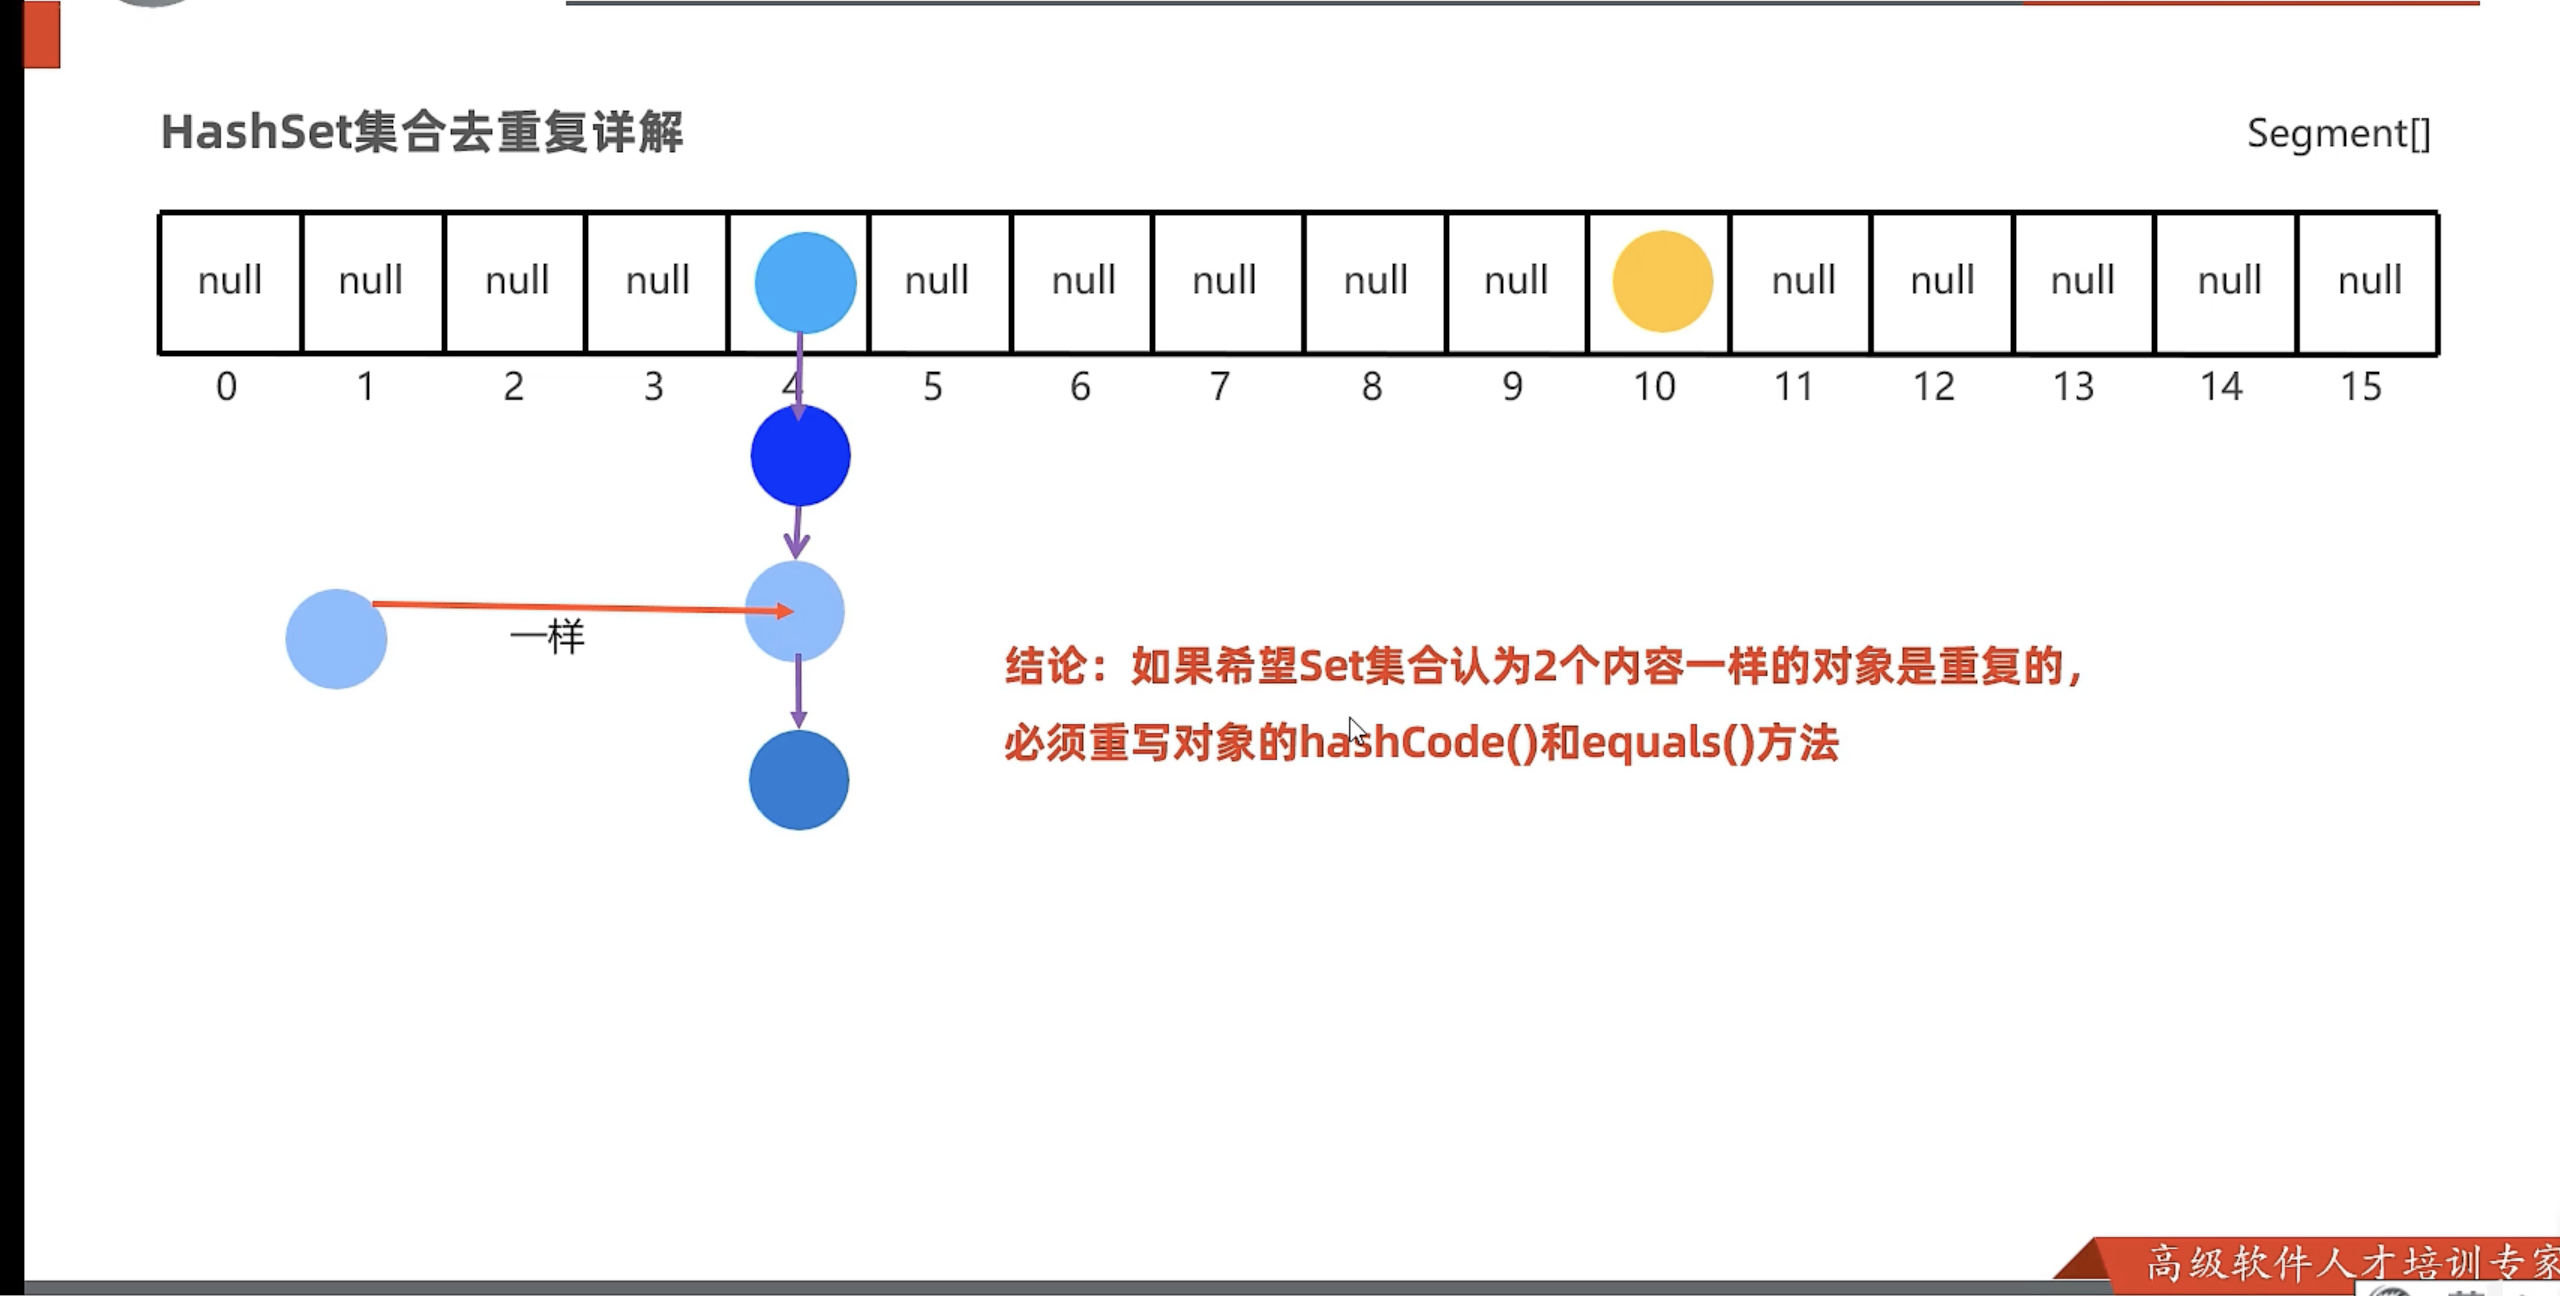 HashSet集合去重复详解
Segment[]
null null null null null null null null null null null null null null
0 1 2 3 4 5 6 7 8 9 10 11 12 13 14 15
一样
结论：如果希望Set集合认为2个内容一样的对象是重复的，
必须重写对象的hashCode()和equals()方法
高级软件人才培训专家